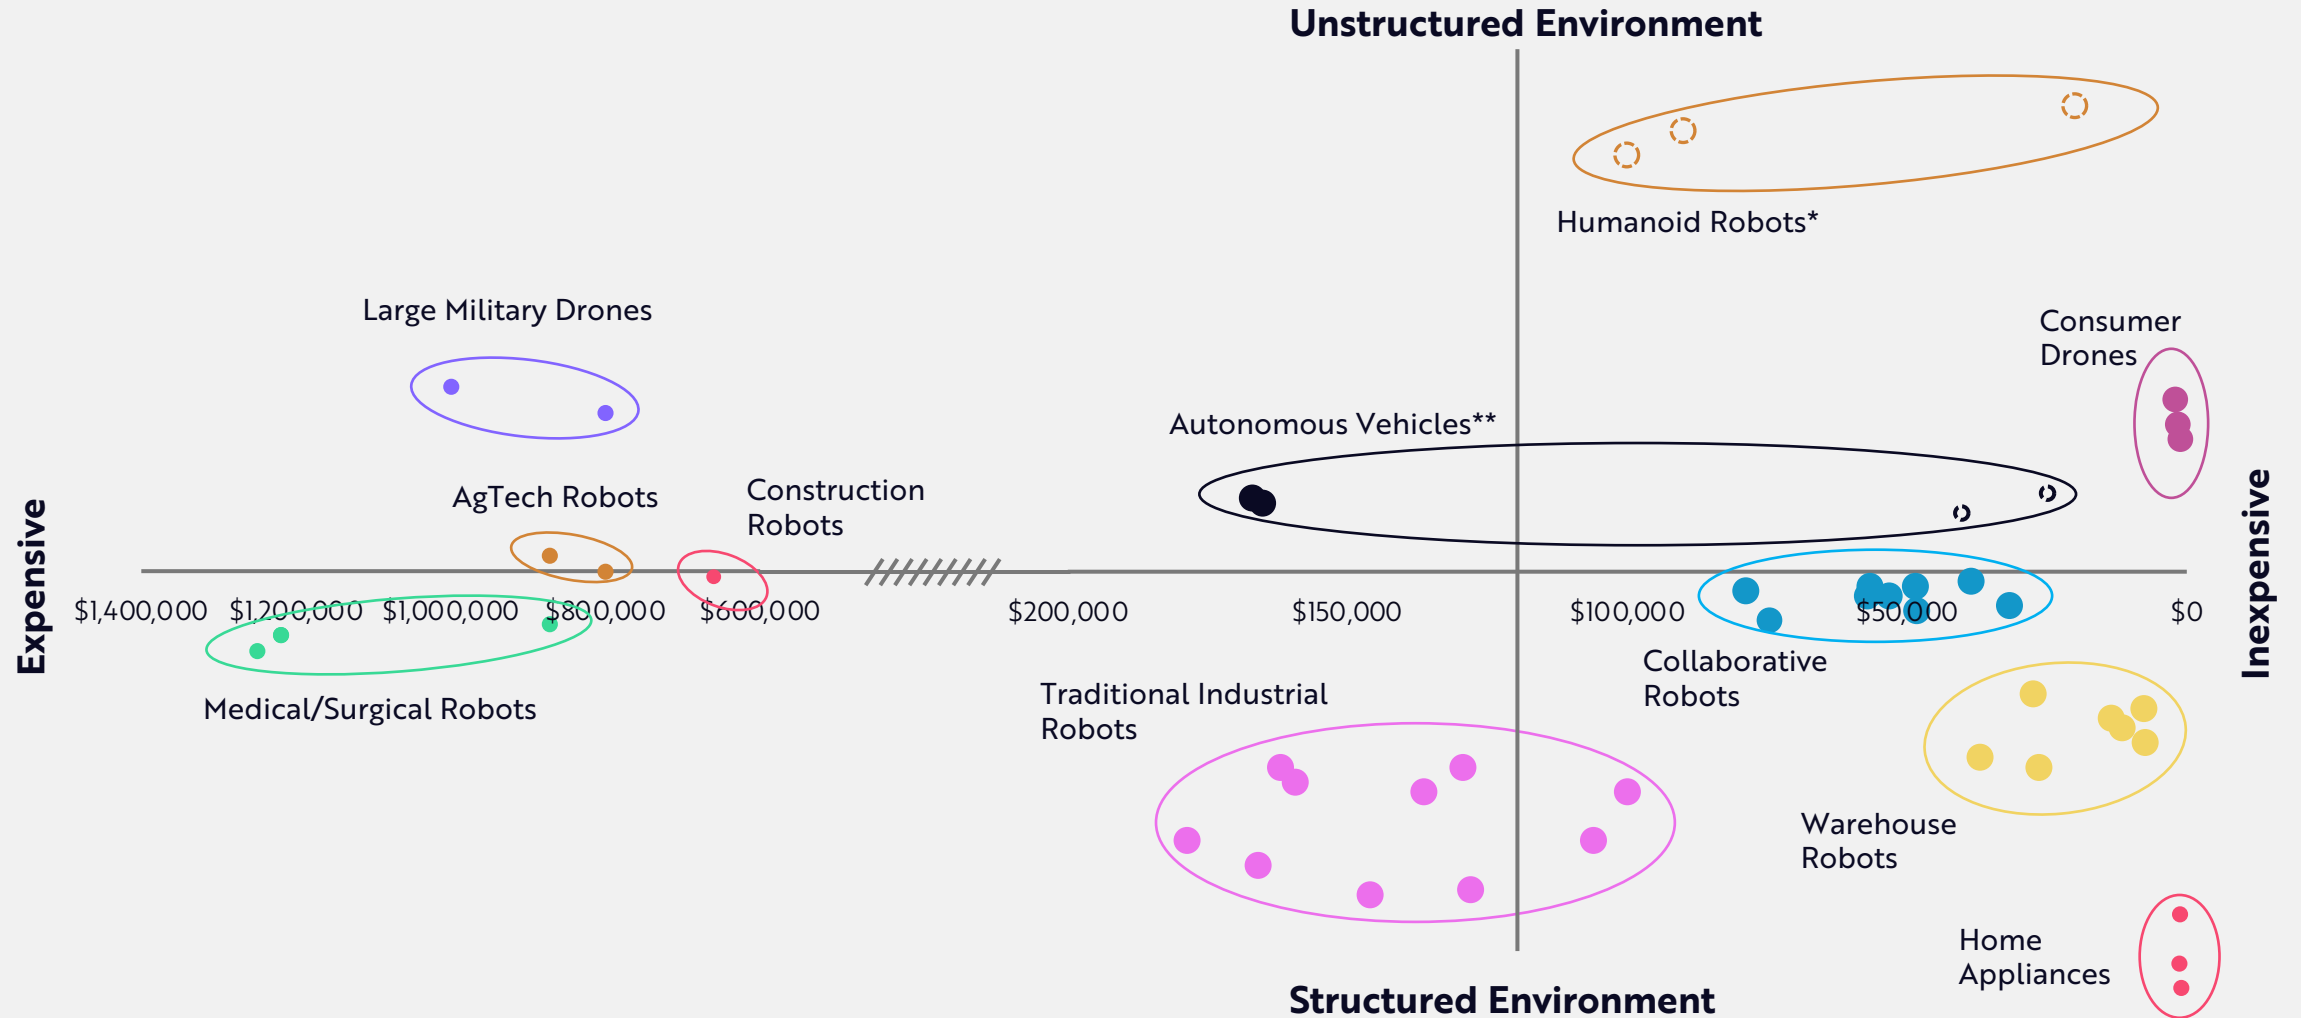 Unstructured Environment
Humanoid Robots*
Large Military Drones
Consumer
Drones
Autonomous Vehicles**
AgTech Robots
Construction
Robots
Expensive
Inexpensive
$1,400,000
$1,200,000
$1,000,000
$800,000
$600,000
$200,000
$150,000
$100,000
$50,000
$0
Medical/Surgical Robots
Traditional Industrial
Robots
Collaborative
Robots
Warehouse
Robots
Home
Appliances
Structured Environment